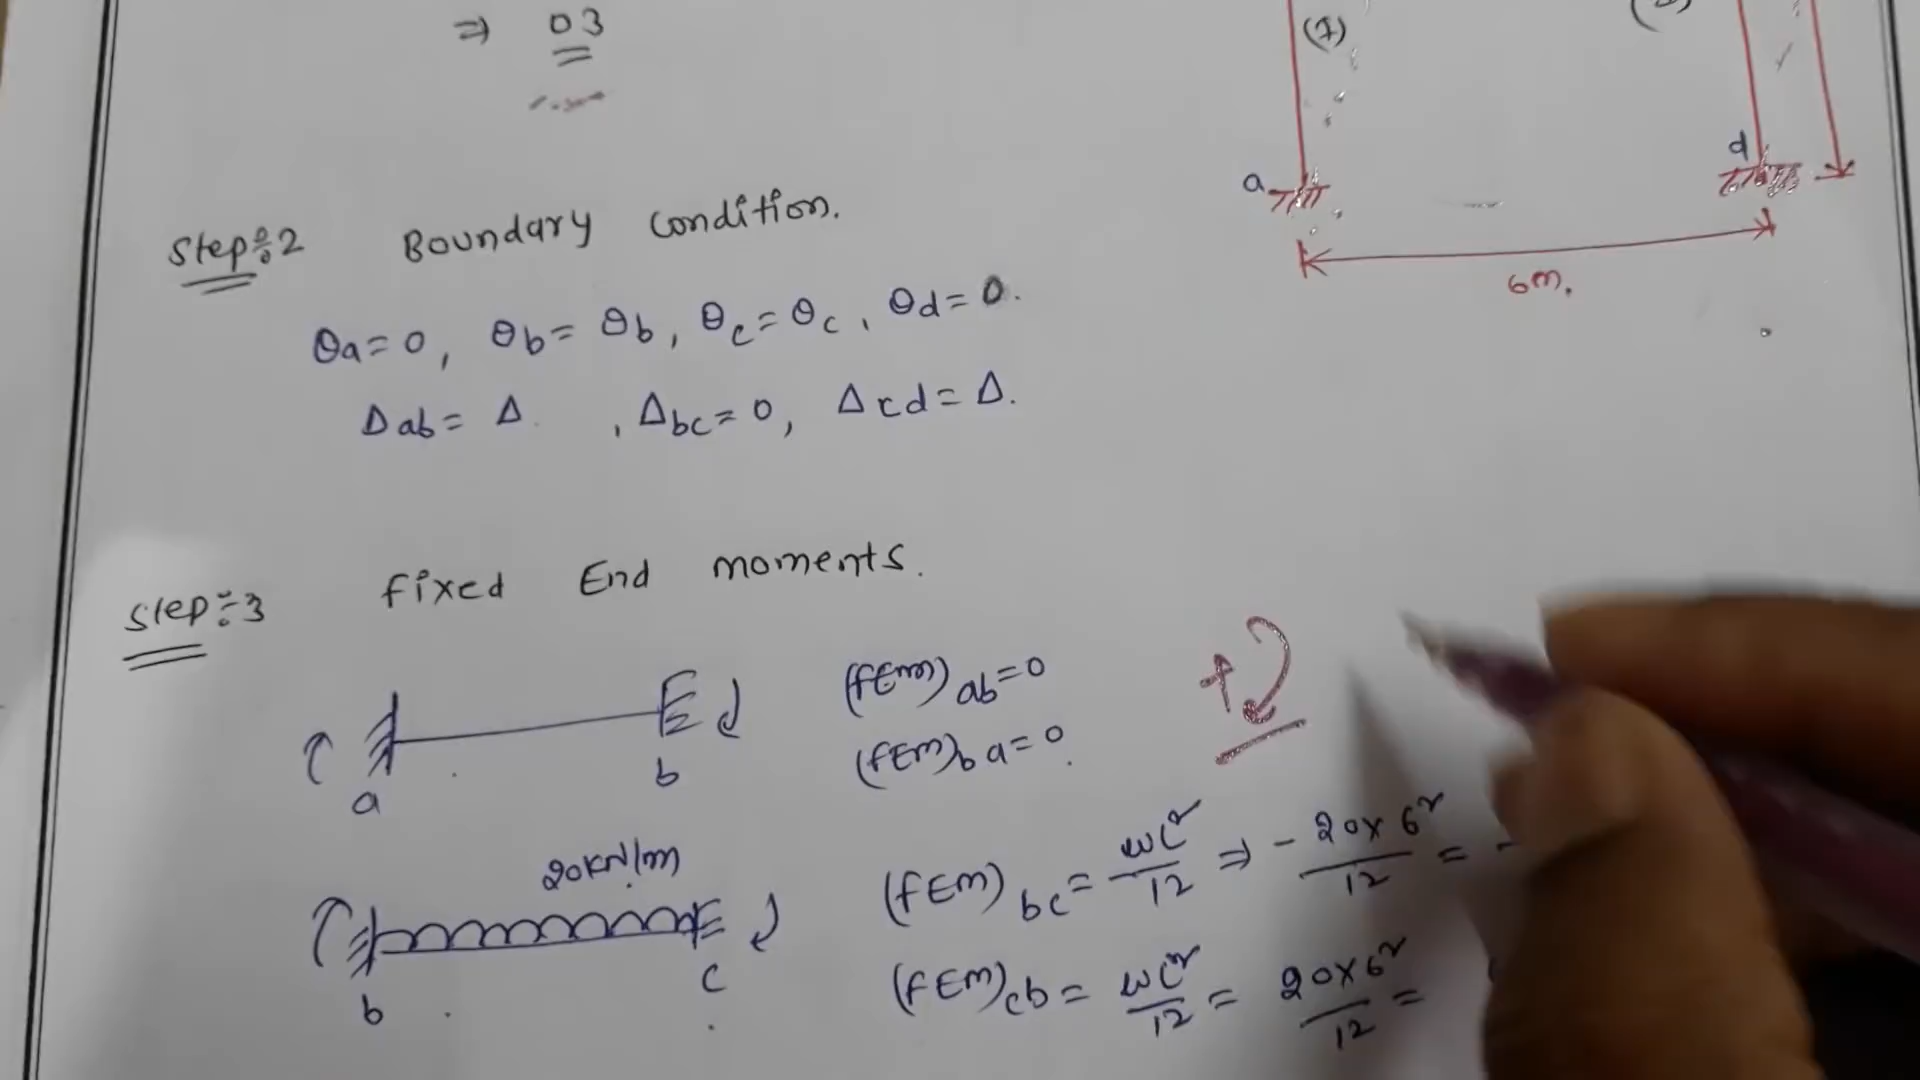 ⇒ 03
(I)
a
d
6m.
Step:2 Boundary Condition.
θa=0, θb=θb, θc=θc, θd=0.
Δab=Δ. , Δbc=0, Δcd=Δ.
Step:3 Fixed End moments.
a b
(FEM)ab=0
(FEM)ba=0.
+2
20kN/m
b c
(FEM)bc = wl²/12 ⇒ - 20×6²/12 = -
(FEM)cb = wl²/12 = 20×6²/12 =